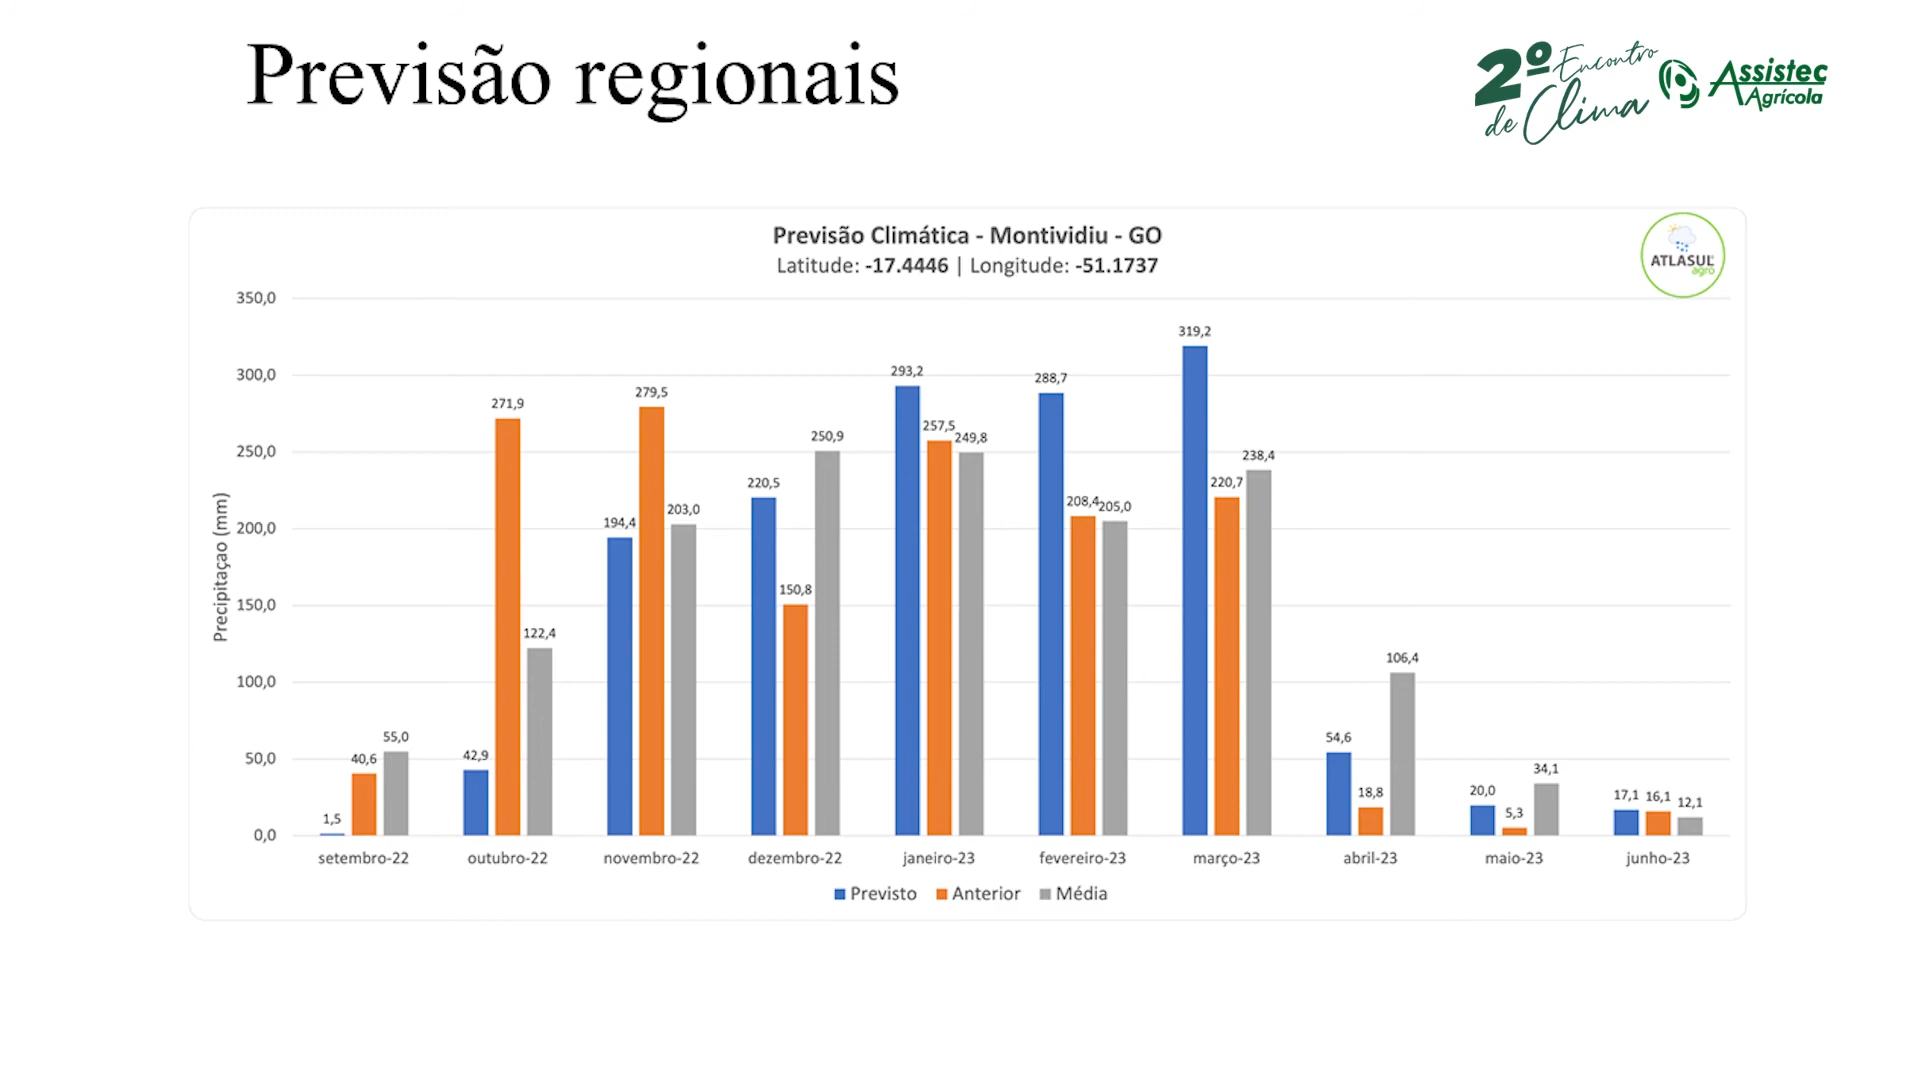 Previsão regionais
2º Encontro
de Clima
Assistec
Agrícola
Previsão Climática - Montividiu - GO
Latitude: -17.4446 | Longitude: -51.1737
ATLASUL
agro
Precipitaçao (mm)
350,0
300,0
250,0
200,0
150,0
100,0
50,0
0,0
1,5 40,6 55,0
42,9 271,9 122,4
194,4 279,5 203,0
220,5 150,8 250,9
293,2 257,5 249,8
288,7 208,4 205,0
319,2 220,7 238,4
54,6 18,8 106,4
20,0 5,3 34,1
17,1 16,1 12,1
setembro-22 outubro-22 novembro-22 dezembro-22 janeiro-23 fevereiro-23 março-23 abril-23 maio-23 junho-23
Previsto Anterior Média